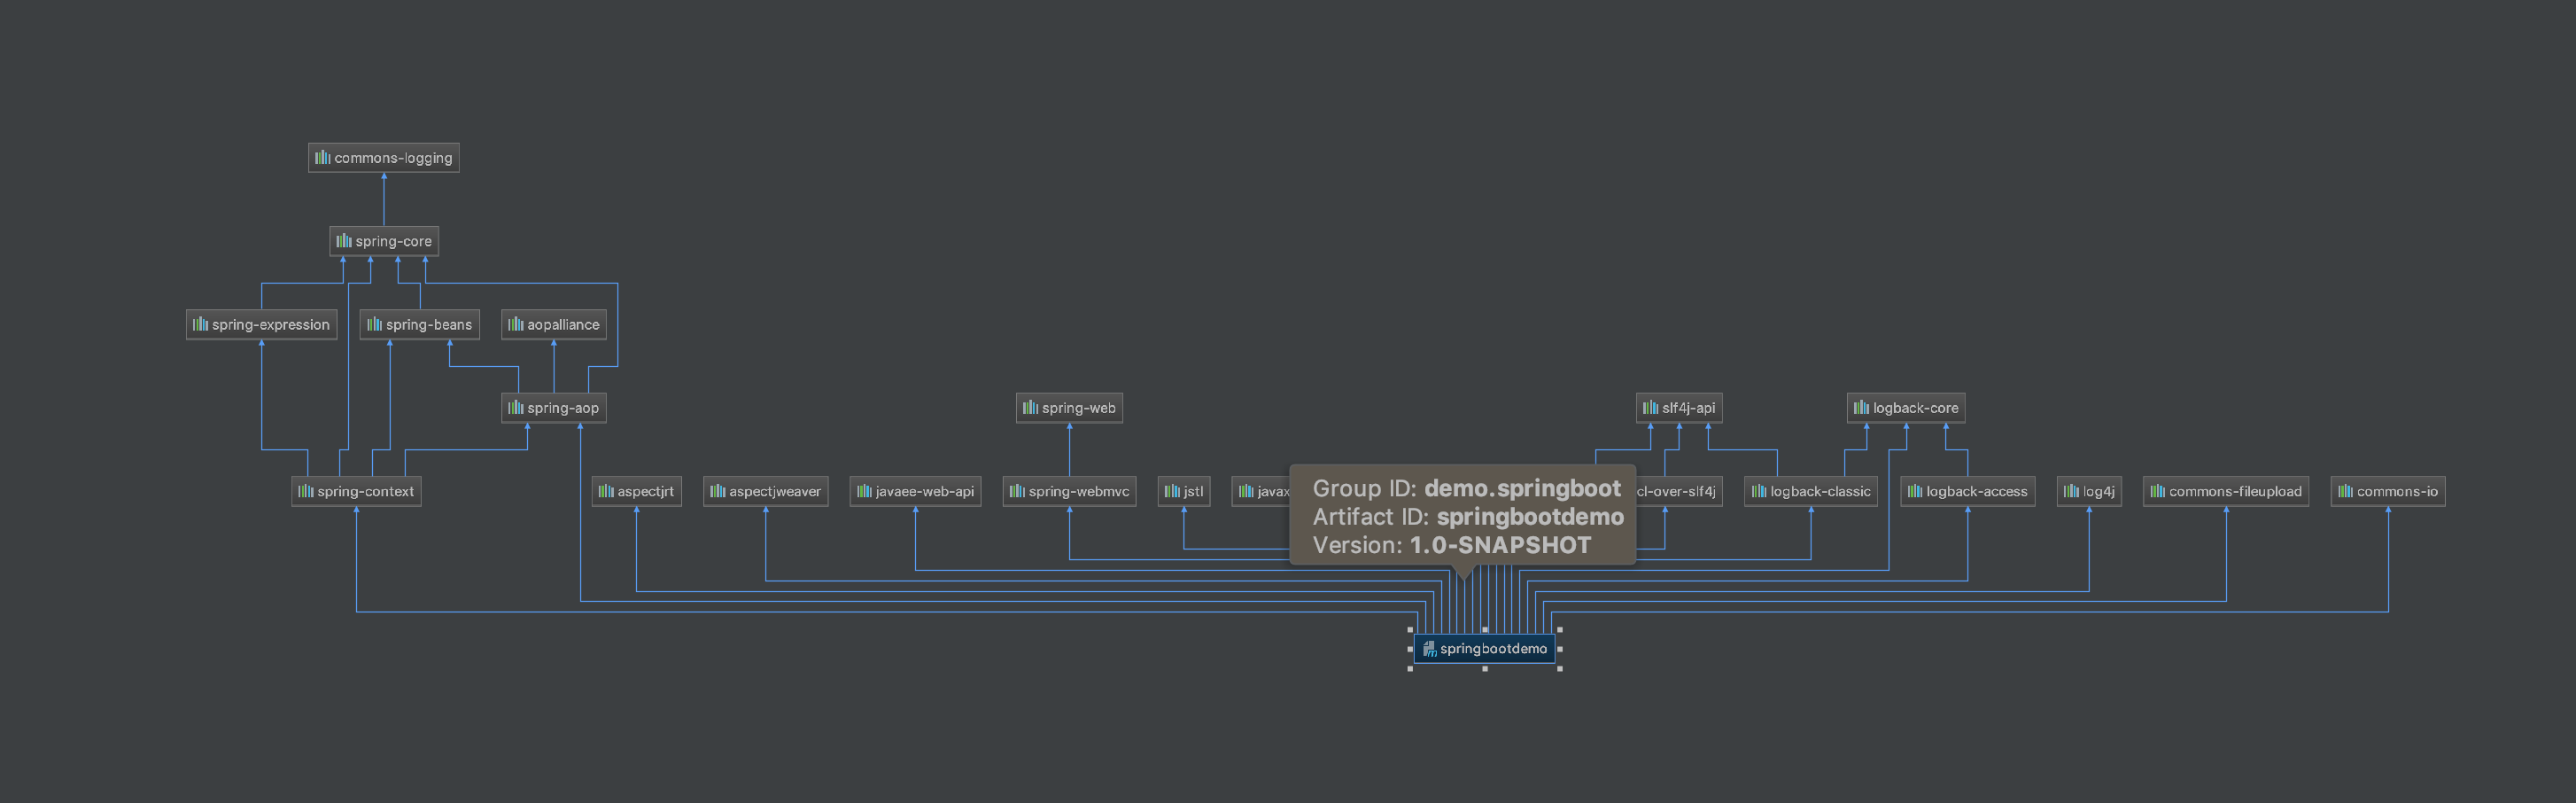 commons-logging
spring-core
spring-expression
spring-beans
aopalliance
spring-aop
spring-web
slf4j-api
logback-core
spring-context
aspectjrt
aspectjweaver
javaee-web-api
spring-webmvc
jstl
javax
cl-over-slf4j
logback-classic
logback-access
log4j
commons-fileupload
commons-io
Group ID: demo.springboot
Artifact ID: springbootdemo
Version: 1.0-SNAPSHOT
springbootdemo